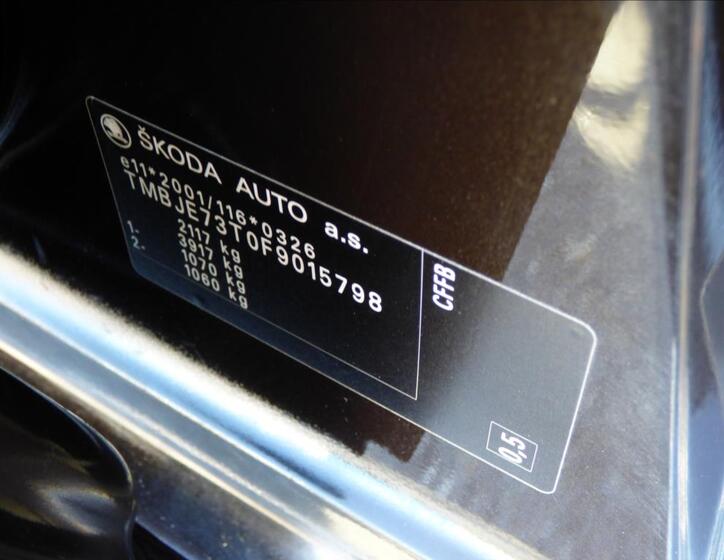 ŠKODA AUTO a.s.
e11*2001/116*0326
TMBJE73T0F9015798
2117 kg
3917 kg
1- 1070 kg
2- 1060 kg
CFFB
0,5